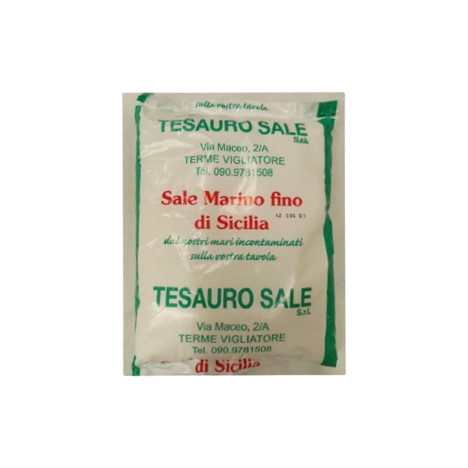 sulla vostra tavola
TESAURO SALE
S.r.l.
Via Maceo, 2/A
TERME VIGLIATORE
Tel. 090.9781508
Sale Marino fino
di Sicilia
dai nostri mari incontaminati
sulla vostra tavola
TESAURO SALE
S.r.l.
Via Maceo, 2/A
TERME VIGLIATORE
Tel. 090.9781508
di Sicilia